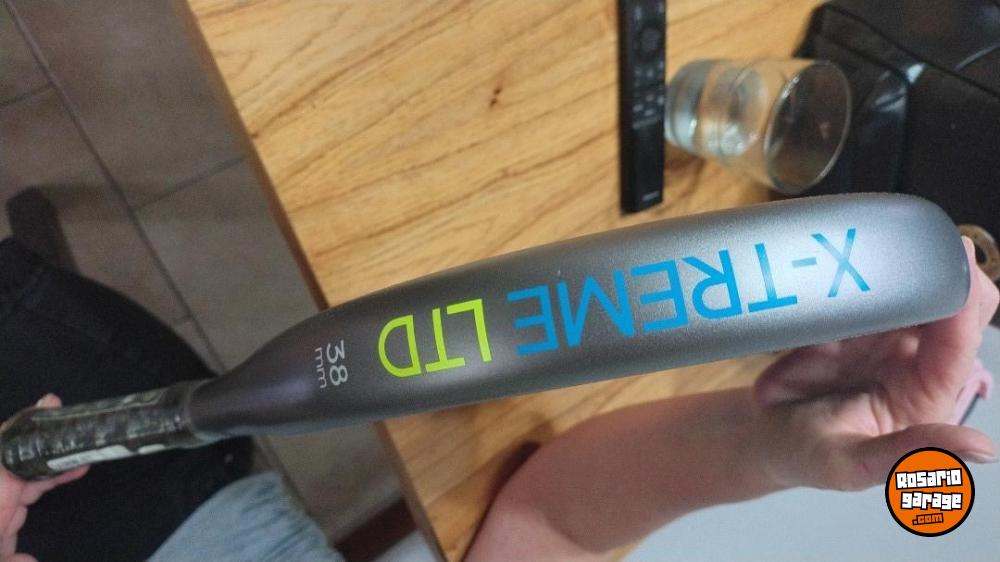 X-TREME LTD
38
mm
Rosario
garage
.com